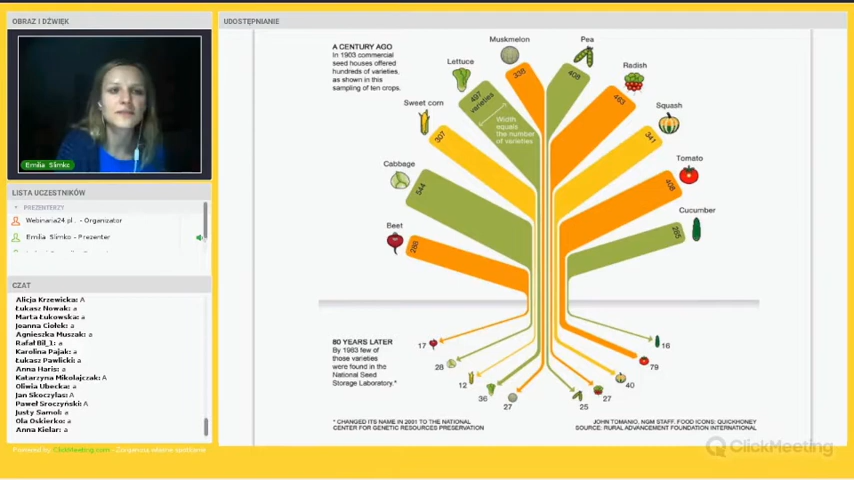 OBRAZ I DŹWIĘK
UDOSTĘPNIANIE
Emilia Slimko
LISTA UCZESTNIKÓW
PREZENTERZY
Webinaria24.pl.. - Organizator
Emilia Slimko - Prezenter
CZAT
Alicja Krzewicka: A
Łukasz Nowak: a
Marta Łukowska: a
Joanna Ciołek: a
Agnieszka Muszak: a
Rafał Bil_1: a
Karolina Pająk: a
Łukasz Pawlicki: a
Anna Haris: a
Katarzyna Mikołajczak: A
Oliwia Ubecka: a
Jan Skoczylas: A
Paweł Sroczyński: A
Justy Samol: a
Ola Oskierko: a
Anna Kielar: a
Powered by ClickMeeting.com -
A CENTURY AGO
In 1903 commercial
seed houses offered
hundreds of varieties,
as shown in this
sampling of ten crops.
Muskmelon
338
Pea
408
Lettuce
497
varieties
Width
equals
the number
of varieties
Radish
463
Sweet corn
307
Squash
341
Cabbage
544
Tomato
408
Beet
288
Cucumber
285
80 YEARS LATER
By 1983 few of
those varieties
were found in the
National Seed
Storage Laboratory.*
17
28
12
36
27
25
27
40
79
16
* CHANGED ITS NAME IN 2001 TO THE NATIONAL
CENTER FOR GENETIC RESOURCES PRESERVATION
JOHN TOMANIO, NGM STAFF. FOOD ICONS: QUICKHONEY
SOURCE: RURAL ADVANCEMENT FOUNDATION INTERNATIONAL
ClickMeeting